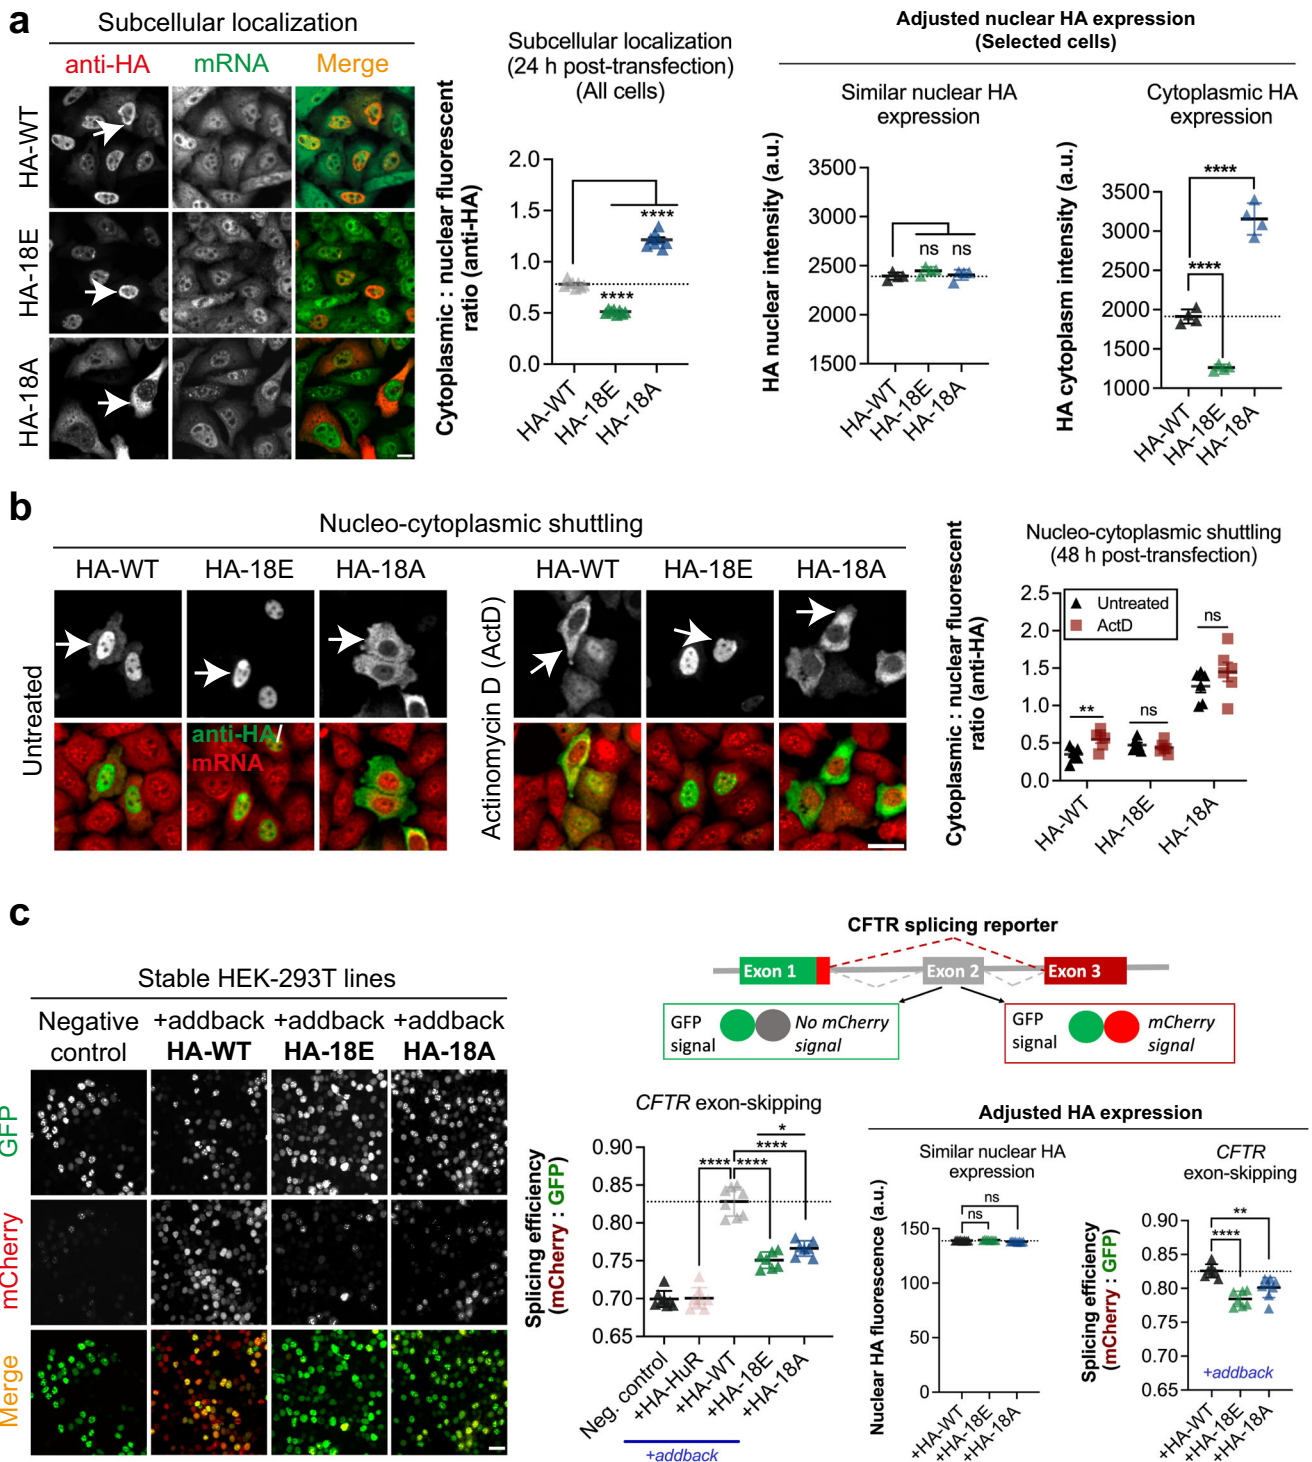 a
Subcellular localization
anti-HA mRNA Merge
HA-WT
HA-18E
HA-18A
Subcellular localization
(24 h post-transfection)
(All cells)
Cytoplasmic : nuclear fluorescent
ratio (anti-HA)
2.0
1.5
1.0
0.5
0.0
****
****
HA-WT
HA-18E
HA-18A
Adjusted nuclear HA expression
(Selected cells)
Similar nuclear HA
expression
HA nuclear intensity (a.u.)
3500
3000
2500
2000
1500
ns ns
HA-WT
HA-18E
HA-18A
Cytoplasmic HA
expression
HA cytoplasm intensity (a.u.)
3500
3000
2000
1500
1000
****
****
HA-WT
HA-18E
HA-18A
b
Nucleo-cytoplasmic shuttling
HA-WT HA-18E HA-18A
Untreated
anti-HA/
mRNA
HA-WT HA-18E HA-18A
Actinomycin D (ActD)
Nucleo-cytoplasmic shuttling
(48 h post-transfection)
Cytoplasmic : nuclear fluorescent
ratio (anti-HA)
2.5
2.0
1.5
1.0
0.5
0.0
Untreated
ActD
**
ns
ns
HA-WT
HA-18E
HA-18A
c
Stable HEK-293T lines
Negative
control
+addback
HA-WT
+addback
HA-18E
+addback
HA-18A
GFP
mCherry
Merge
CFTR splicing reporter
Exon 1 Exon 2 Exon 3
GFP
signal
No mCherry
signal
GFP
signal
mCherry
signal
CFTR exon-skipping
Splicing efficiency
(mCherry : GFP)
0.90
0.85
0.80
0.75
0.70
0.65
*
****
**** ****
Neg. control
+HA-HuR
+HA-WT
+HA-18E
+HA-18A
+addback
Adjusted HA expression
Similar nuclear HA
expression
Nuclear HA fluorescence (a.u.)
150
100
50
0
ns
ns
+HA-WT
+HA-18E
+HA-18A
CFTR
exon-skipping
Splicing efficiency
(mCherry : GFP)
0.90
0.85
0.80
0.75
0.70
0.65
**
****
+addback
+HA-WT
+HA-18E
+HA-18A